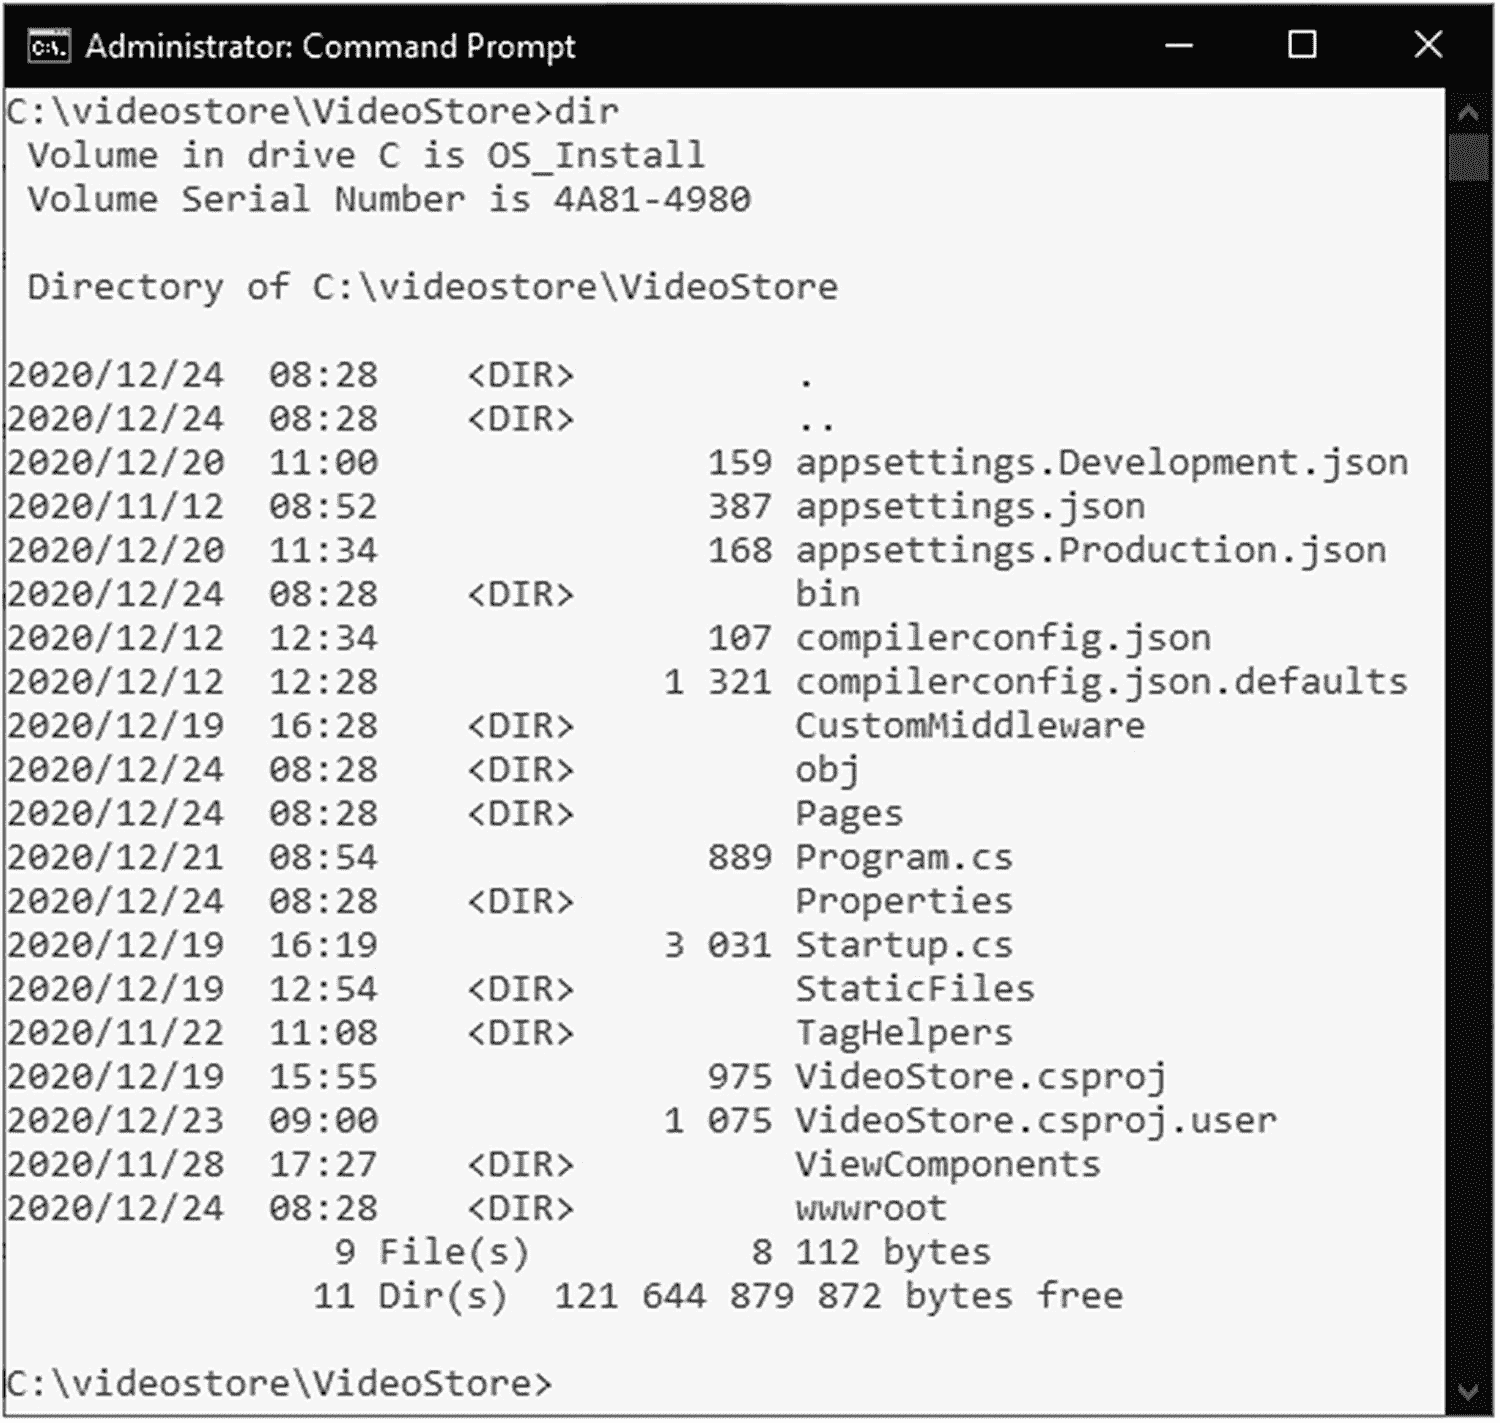 Administrator: Command Prompt
C:\videostore\VideoStore>dir
 Volume in drive C is OS_Install
 Volume Serial Number is 4A81-4980

 Directory of C:\videostore\VideoStore

2020/12/24  08:28    <DIR>          .
2020/12/24  08:28    <DIR>          ..
2020/12/20  11:00               159 appsettings.Development.json
2020/11/12  08:52               387 appsettings.json
2020/12/20  11:34               168 appsettings.Production.json
2020/12/24  08:28    <DIR>          bin
2020/12/12  12:34               107 compilerconfig.json
2020/12/12  12:28             1 321 compilerconfig.json.defaults
2020/12/19  16:28    <DIR>          CustomMiddleware
2020/12/24  08:28    <DIR>          obj
2020/12/24  08:28    <DIR>          Pages
2020/12/21  08:54               889 Program.cs
2020/12/24  08:28    <DIR>          Properties
2020/12/19  16:19             3 031 Startup.cs
2020/12/19  12:54    <DIR>          StaticFiles
2020/11/22  11:08    <DIR>          TagHelpers
2020/12/19  15:55               975 VideoStore.csproj
2020/12/23  09:00             1 075 VideoStore.csproj.user
2020/11/28  17:27    <DIR>          ViewComponents
2020/12/24  08:28    <DIR>          wwwroot
               9 File(s)          8 112 bytes
              11 Dir(s)  121 644 879 872 bytes free

C:\videostore\VideoStore>